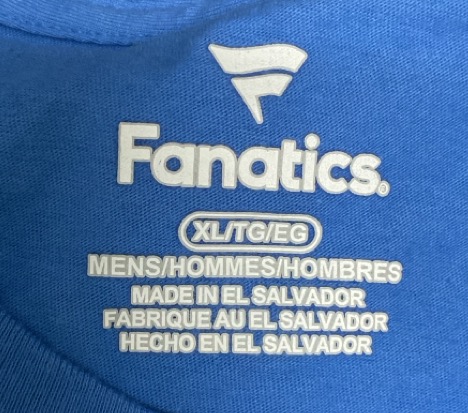 Fanatics®
XL/TG/EG
MENS/HOMMES/HOMBRES
MADE IN EL SALVADOR
FABRIQUE AU EL SALVADOR
HECHO EN EL SALVADOR